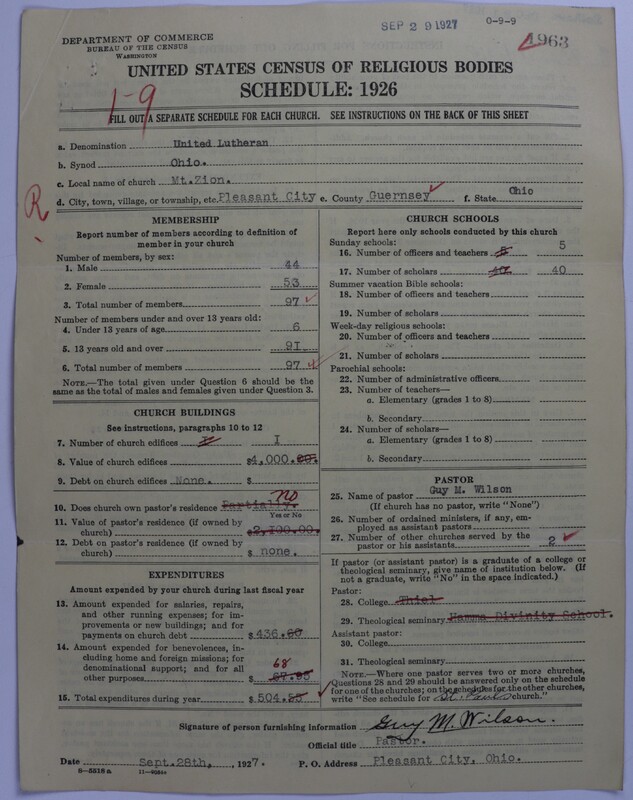 SEP 29 1927
0-9-9
4963
DEPARTMENT OF COMMERCE
BUREAU OF THE CENSUS
WASHINGTON
UNITED STATES CENSUS OF RELIGIOUS BODIES
SCHEDULE: 1926
1-9
FILL OUT A SEPARATE SCHEDULE FOR EACH CHURCH. SEE INSTRUCTIONS ON THE BACK OF THIS SHEET
a. Denomination United Lutheran
b. Synod Ohio.
c. Local name of church Mt.Zion.
d. City, town, village, or township, etc. Pleasant City e. County Guernsey f. State Ohio
R
MEMBERSHIP
Report number of members according to definition of
member in your church
Number of members, by sex:
1. Male 44
2. Female 53
3. Total number of members 97
Number of members under and over 13 years old:
4. Under 13 years of age 6
5. 13 years old and over 91
6. Total number of members 97
NOTE.—The total given under Question 6 should be the
same as the total of males and females given under Question 3.
CHURCH BUILDINGS
See instructions, paragraphs 10 to 12
7. Number of church edifices I I
8. Value of church edifices $4,000.00.
9. Debt on church edifices None. $
10. Does church own pastor's residence Partially. no
Yes or No
11. Value of pastor's residence (if owned by
church) $2,100.00.
12. Debt on pastor's residence (if owned by
church) $ none.
EXPENDITURES
Amount expended by your church during last fiscal year
13. Amount expended for salaries, repairs,
and other running expenses; for im-
provements or new buildings; and for
payments on church debt $436.60
14. Amount expended for benevolences, in-
cluding home and foreign missions; for
denominational support; and for all
other purposes $ 68
15. Total expenditures during year $ 504.55
CHURCH SCHOOLS
Report here only schools conducted by this church
Sunday schools:
16. Number of officers and teachers 5 5
17. Number of scholars 40 40
Summer vacation Bible schools:
18. Number of officers and teachers
19. Number of scholars
Week-day religious schools:
20. Number of officers and teachers
21. Number of scholars
Parochial schools:
22. Number of administrative officers
23. Number of teachers—
a. Elementary (grades 1 to 8)
b. Secondary
24. Number of scholars—
a. Elementary (grades 1 to 8)
b. Secondary
PASTOR
25. Name of pastor Guy M. Wilson
(If church has no pastor, write "None")
26. Number of ordained ministers, if any, em-
ployed as assistant pastors
27. Number of other churches served by the
pastor or his assistants 2
If pastor (or assistant pastor) is a graduate of a college or
theological seminary, give name of institution below. (If
not a graduate, write "No" in the space indicated.)
Pastor:
28. College Thiel
29. Theological seminary Hamma Divinity School.
Assistant pastor:
30. College
31. Theological seminary
NOTE.—Where one pastor serves two or more churches,
Questions 28 and 29 should be answered only on the schedule
for one of the churches; on the schedules for the other churches,
write "See schedule for St. Pauls church."
Signature of person furnishing information Guy M. Wilson.
Official title Pastor.
Date Sept.28th, , 1927. P. O. Address Pleasant City, Ohio.
8-5518 a